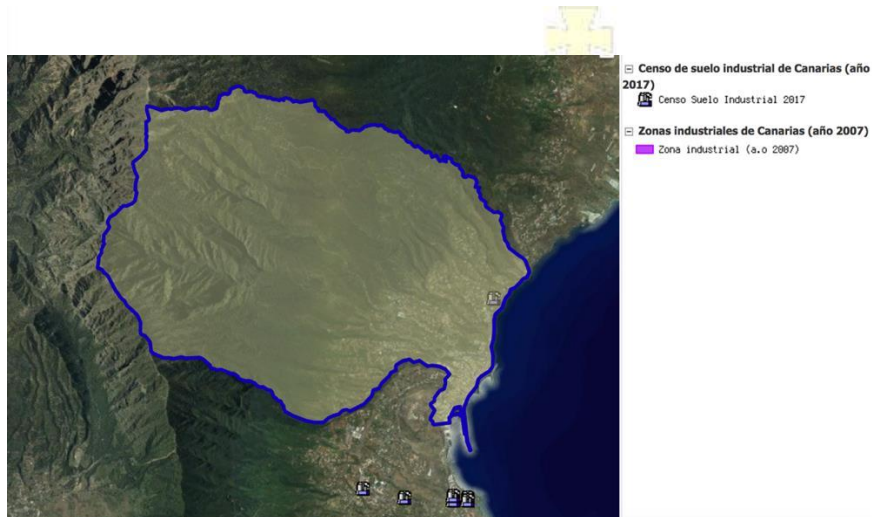 Censo de suelo industrial de Canarias (año
2017)
Censo Suelo Industrial 2017
Zonas industriales de Canarias (año 2007)
Zona industrial (a.o 2007)